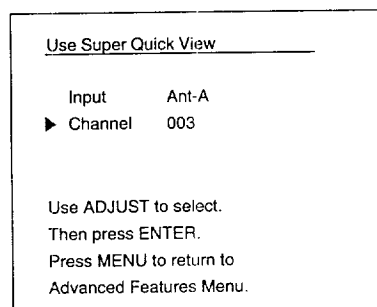 Use Super Quick View
Input Ant-A
▶ Channel 003
Use ADJUST to select.
Then press ENTER.
Press MENU to return to
Advanced Features Menu.